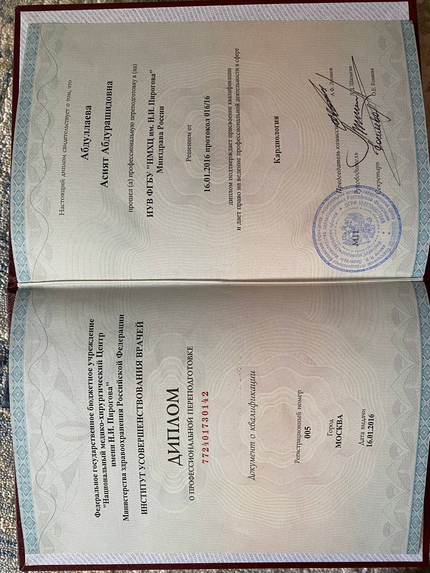 Федеральное государственное бюджетное учреждение
"Национальный медико-хирургический Центр
имени Н.И. Пирогова"
Министерства здравоохранения Российской Федерации
ИНСТИТУТ УСОВЕРШЕНСТВОВАНИЯ ВРАЧЕЙ
ДИПЛОМ
О ПРОФЕССИОНАЛЬНОЙ ПЕРЕПОДГОТОВКЕ
772401730142
Документ о квалификации
Регистрационный номер
005
Город
МОСКВА
Дата выдачи
16.01.2016
Настоящий диплом свидетельствует о том, что
Абдуллаева
Асият Абдурашидовна
прошел (а) профессиональную переподготовку в (на)
ИУВ ФГБУ "НМХЦ им. Н.И. Пирогова"
Минздрава России
Решением от
16.01.2016 протокол 016/16
диплом подтверждает присвоение квалификации
и дает право на ведение профессиональной деятельности в сфере
Кардиология
Председатель комиссии
Руководитель
Секретарь
М.П.